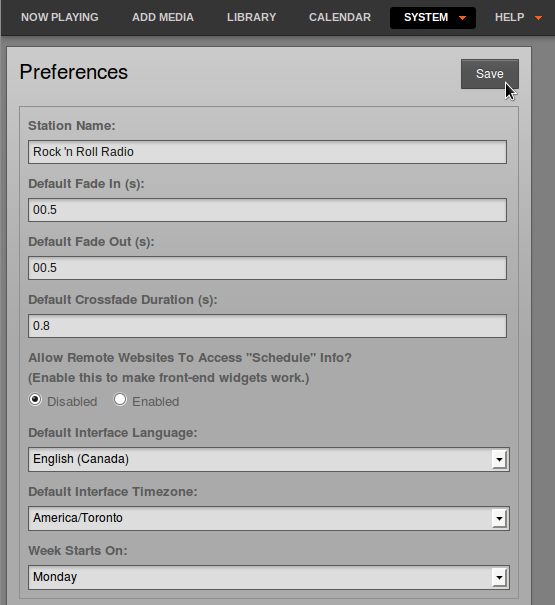 NOW PLAYING ADD MEDIA LIBRARY CALENDAR SYSTEM HELP
Preferences
Save
Station Name:
Rock 'n Roll Radio
Default Fade In (s):
00.5
Default Fade Out (s):
00.5
Default Crossfade Duration (s):
0.8
Allow Remote Websites To Access "Schedule" Info?
(Enable this to make front-end widgets work.)
Disabled Enabled
Default Interface Language:
English (Canada)
Default Interface Timezone:
America/Toronto
Week Starts On:
Monday